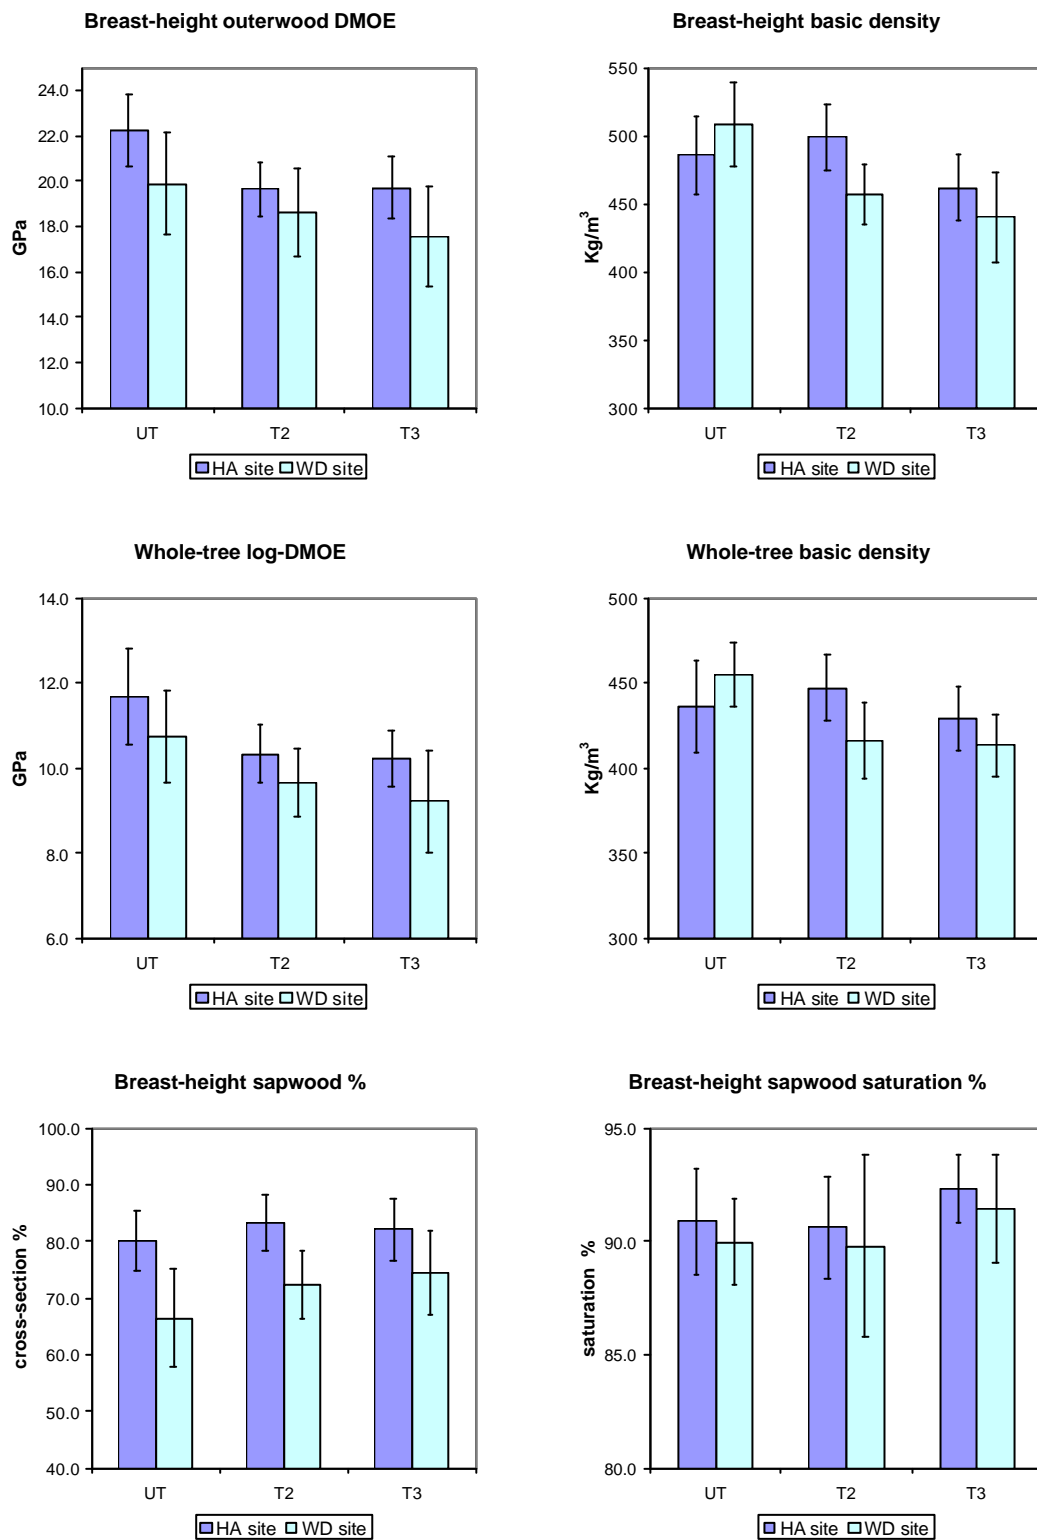 Breast-height outerwood DMOE
24.0
22.0
20.0
18.0
16.0
14.0
12.0
10.0
GPa
UT T2 T3
HA site WD site
Breast-height basic density
550
500
450
400
350
300
Kg/m³
UT T2 T3
HA site WD site
Whole-tree log-DMOE
14.0
12.0
10.0
8.0
6.0
GPa
UT T2 T3
HA site WD site
Whole-tree basic density
500
450
400
350
300
Kg/m³
UT T2 T3
HA site WD site
Breast-height sapwood %
100.0
90.0
80.0
70.0
60.0
50.0
40.0
cross-section %
UT T2 T3
HA site WD site
Breast-height sapwood saturation %
95.0
90.0
85.0
80.0
saturation %
UT T2 T3
HA site WD site